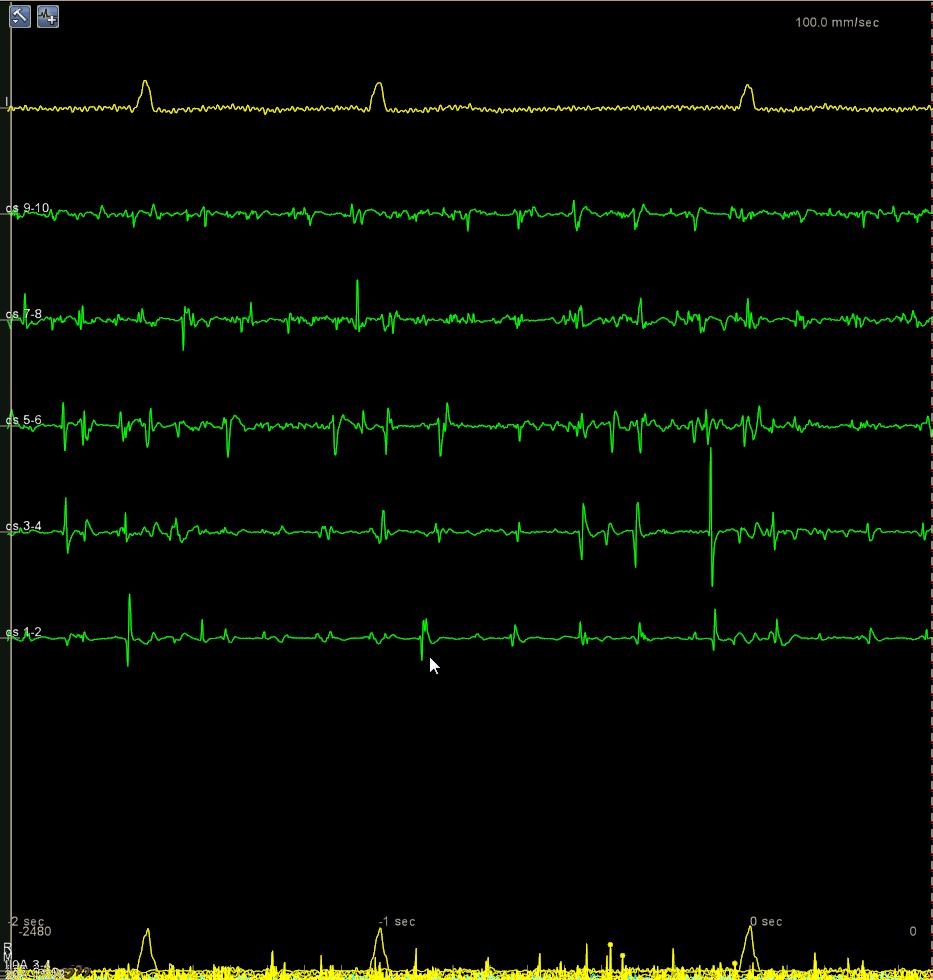 100.0 mm/sec
I
cs 9-10
cs 7-8
cs 5-6
cs 3-4
cs 1-2
-2 sec
-1 sec
0 sec
-2480
0